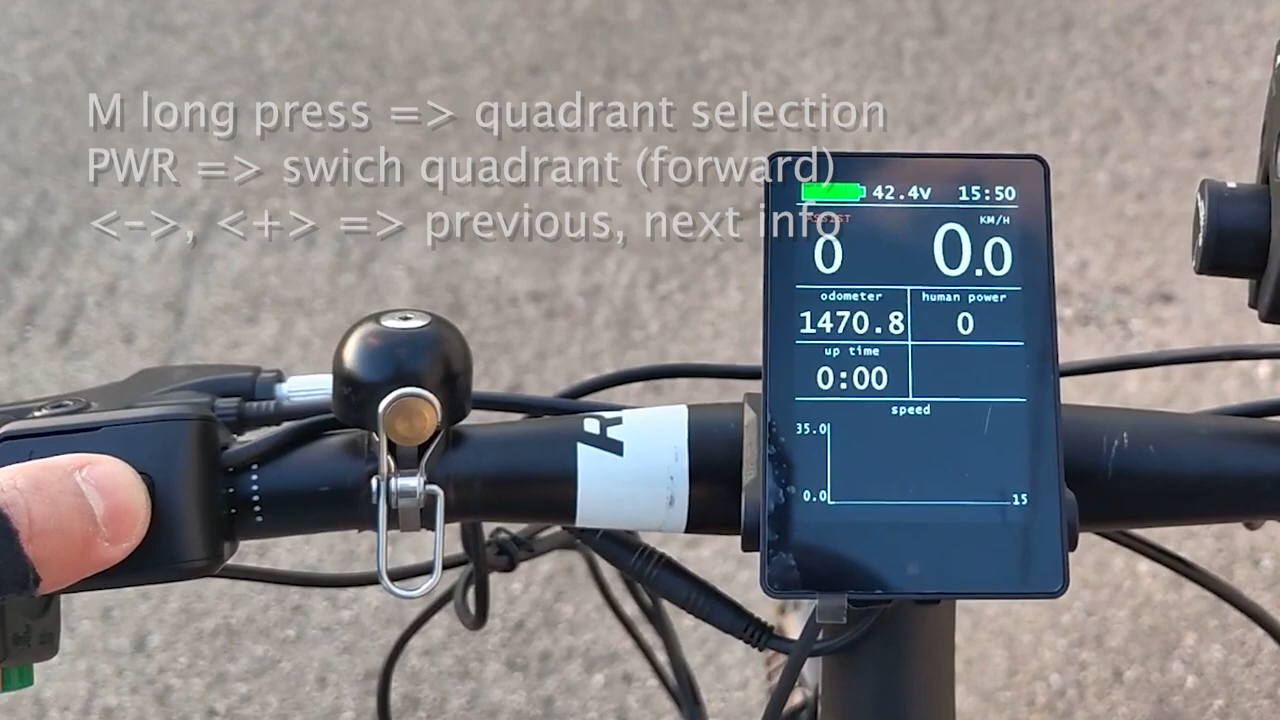 M long press => quadrant selection
PWR => swich quadrant (forward)
<->, <+> => previous, next info
42.4v 15:50
ASSIST KM/H
0 0.0
odometer human power
1470.8 0
up time
0:00
speed
35.0
0.0 15
R